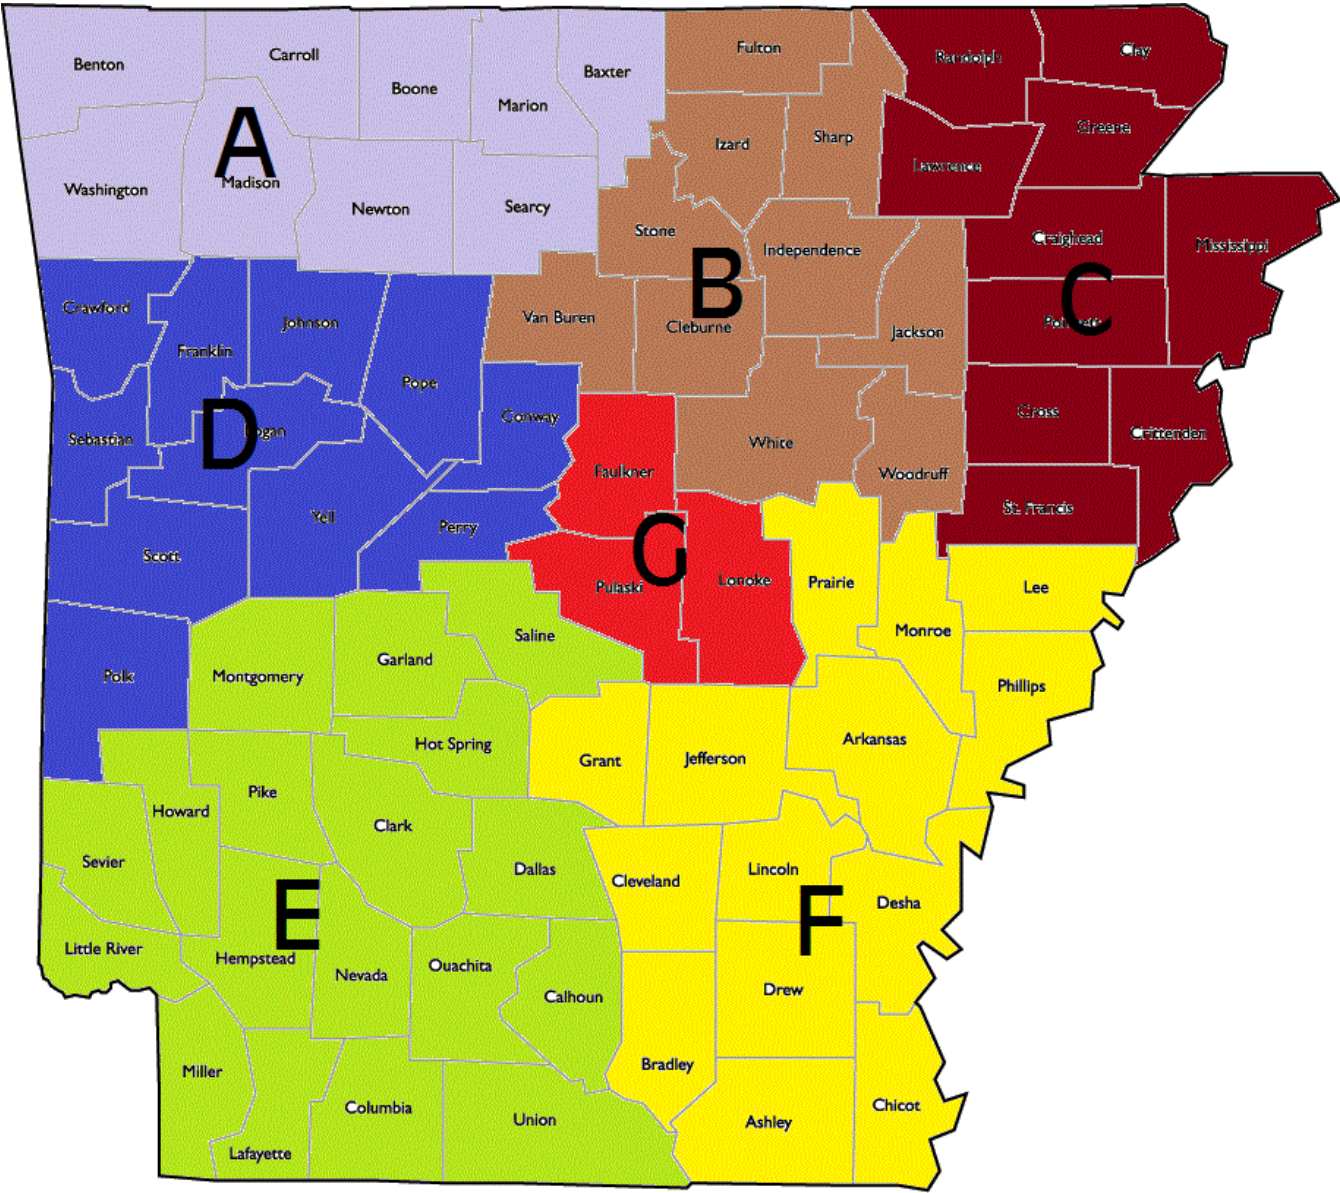 Benton
Carroll
Boone
Marion
Baxter
Fulton
Randolph
Clay
A
Washington
Madison
Newton
Searcy
Izard
Sharp
Lawrence
Greene
Stone
B
Independence
Craighead
Mississippi
C
Crawford
Franklin
Johnson
Pope
Van Buren
Cleburne
Jackson
Sebastian
D
Conway
Faulkner
White
Woodruff
Cross
Crittenden
St. Francis
Scott
Yell
Perry
G
Pulaski
Lonoke
Prairie
Monroe
Lee
Polk
Montgomery
Garland
Saline
Phillips
Hot Spring
Grant
Jefferson
Arkansas
Howard
Pike
Clark
Sevier
Dallas
Cleveland
Lincoln
Desha
E
F
Little River
Hempstead
Nevada
Ouachita
Calhoun
Drew
Miller
Bradley
Lafayette
Columbia
Union
Ashley
Chicot